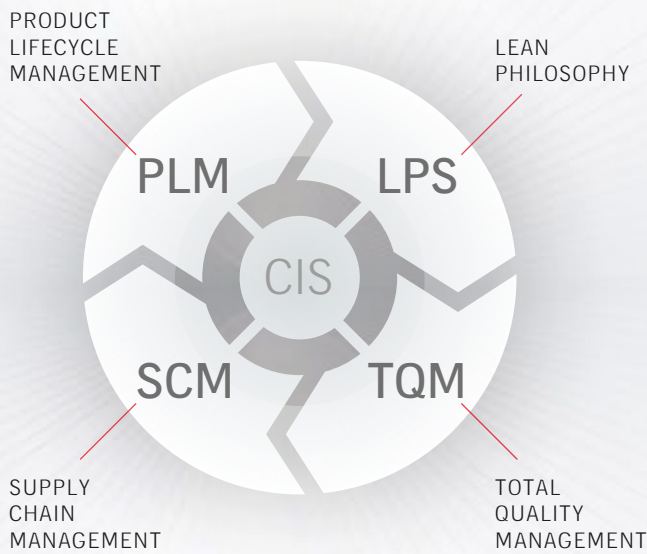 PRODUCT
LIFECYCLE
MANAGEMENT
LEAN
PHILOSOPHY
PLM
LPS
CIS
SCM
TQM
SUPPLY
CHAIN
MANAGEMENT
TOTAL
QUALITY
MANAGEMENT